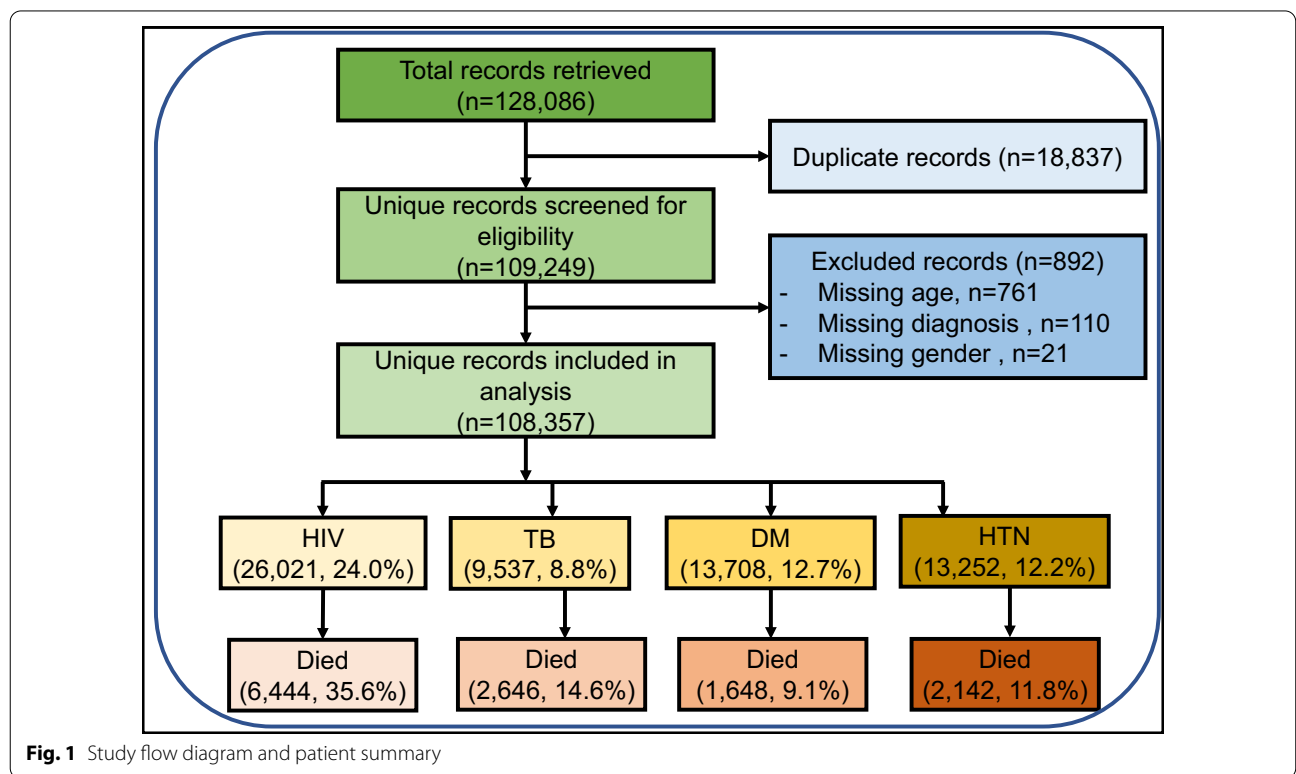 Total records retrieved
(n=128,086)
Duplicate records (n=18,837)
Unique records screened for
eligibility
(n=109,249)
Excluded records (n=892)
- Missing age, n=761
- Missing diagnosis , n=110
- Missing gender , n=21
Unique records included in
analysis
(n=108,357)
HIV
(26,021, 24.0%)
TB
(9,537, 8.8%)
DM
(13,708, 12.7%)
HTN
(13,252, 12.2%)
Died
(6,444, 35.6%)
Died
(2,646, 14.6%)
Died
(1,648, 9.1%)
Died
(2,142, 11.8%)
Fig. 1 Study flow diagram and patient summary